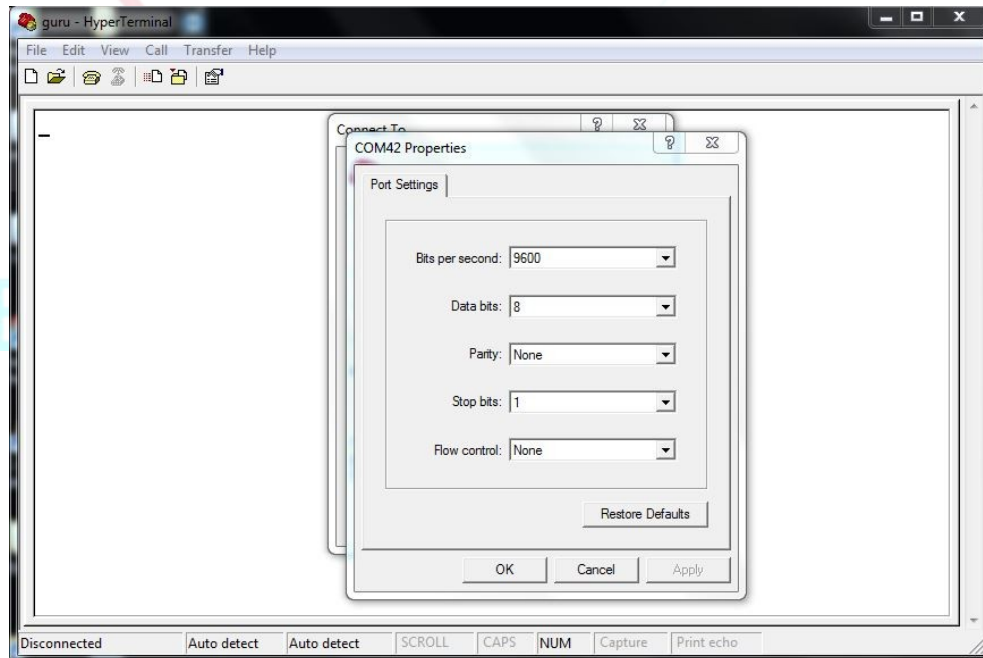 guru - HyperTerminal
File Edit View Call Transfer Help
Connect To
COM42 Properties
Port Settings
Bits per second: 9600
Data bits: 8
Parity: None
Stop bits: 1
Flow control: None
Restore Defaults
OK Cancel Apply
Disconnected Auto detect Auto detect SCROLL CAPS NUM Capture Print echo